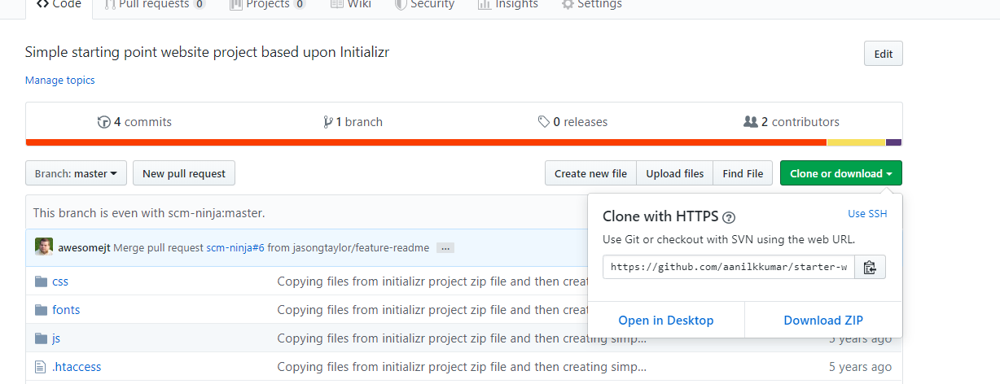 Code Pull requests 0 Projects 0 Wiki Security Insights Settings
Simple starting point website project based upon Initializr
Edit
Manage topics
4 commits 1 branch 0 releases 2 contributors
Branch: master New pull request Create new file Upload files Find File Clone or download
This branch is even with scm-ninja:master.
Clone with HTTPS ? Use SSH
Use Git or checkout with SVN using the web URL.
https://github.com/aanilkkumar/starter-w
Open in Desktop Download ZIP
awesomejt Merge pull request scm-ninja#6 from jasongtaylor/feature-readme ...
css Copying files from initializr project zip file and then creat
fonts Copying files from initializr project zip file and then creat
js Copying files from initializr project zip file and then creating simp... 5 years ago
.htaccess Copying files from initializr project zip file and then creating simp... 5 years ago